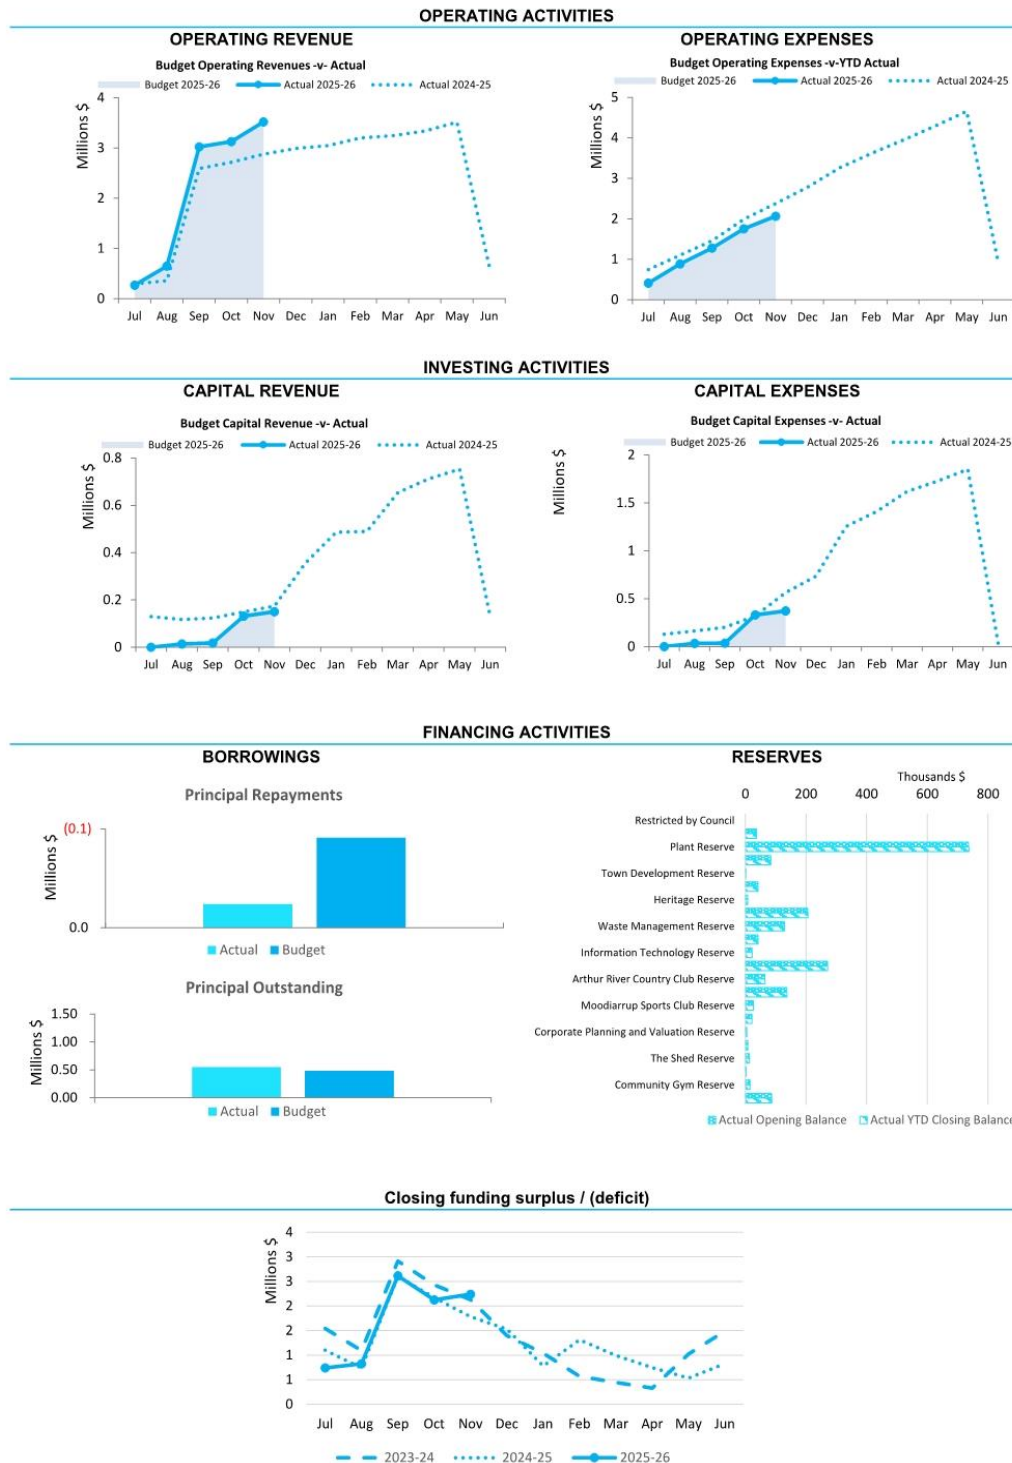 OPERATING ACTIVITIES
OPERATING REVENUE
Budget Operating Revenues -v- Actual
Budget 2025-26 Actual 2025-26 Actual 2024-25
Millions $
4
3
2
1
0
Jul Aug Sep Oct Nov Dec Jan Feb Mar Apr May Jun
OPERATING EXPENSES
Budget Operating Expenses -v-YTD Actual
Budget 2025-26 Actual 2025-26 Actual 2024-25
Millions $
5
4
3
2
1
0
Jul Aug Sep Oct Nov Dec Jan Feb Mar Apr May Jun
INVESTING ACTIVITIES
CAPITAL REVENUE
Budget Capital Revenue -v- Actual
Budget 2025-26 Actual 2025-26 Actual 2024-25
Millions $
0.8
0.6
0.4
0.2
0
Jul Aug Sep Oct Nov Dec Jan Feb Mar Apr May Jun
CAPITAL EXPENSES
Budget Capital Expenses -v- Actual
Budget 2025-26 Actual 2025-26 Actual 2024-25
Millions $
2
1.5
1
0.5
0
Jul Aug Sep Oct Nov Dec Jan Feb Mar Apr May Jun
FINANCING ACTIVITIES
BORROWINGS
Principal Repayments
Millions $
(0.1)
0.0
Actual Budget
Principal Outstanding
Millions $
1.50
1.00
0.50
0.00
Actual Budget
RESERVES
Thousands $
0 200 400 600 800
Restricted by Council
Plant Reserve
Town Development Reserve
Heritage Reserve
Waste Management Reserve
Information Technology Reserve
Arthur River Country Club Reserve
Moodiarrup Sports Club Reserve
Corporate Planning and Valuation Reserve
The Shed Reserve
Community Gym Reserve
Actual Opening Balance Actual YTD Closing Balance
Closing funding surplus / (deficit)
Millions $
4
3
3
2
2
1
1
0
Jul Aug Sep Oct Nov Dec Jan Feb Mar Apr May Jun
2023-24 2024-25 2025-26